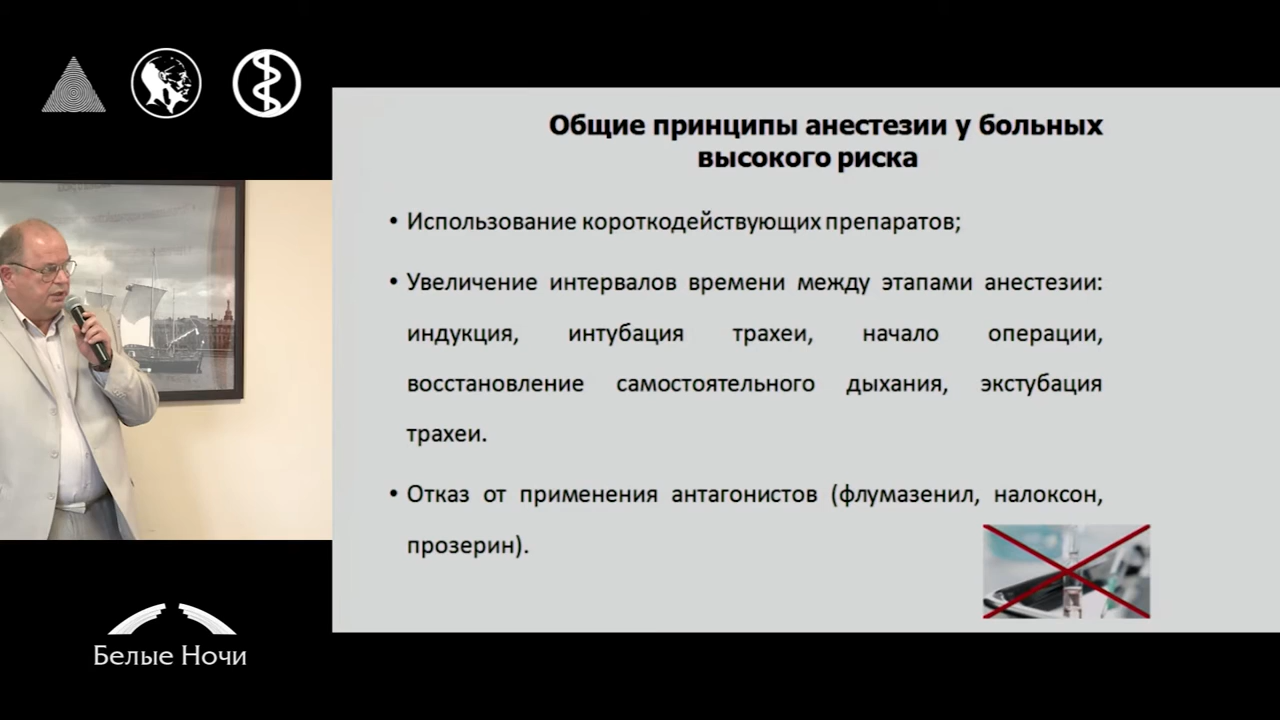 Общие принципы анестезии у больных
высокого риска
• Использование короткодействующих препаратов;
• Увеличение интервалов времени между этапами анестезии:
индукция, интубация трахеи, начало операции,
восстановление самостоятельного дыхания, экстубация
трахеи.
• Отказ от применения антагонистов (флумазенил, налоксон,
прозерин).
Белые Ночи